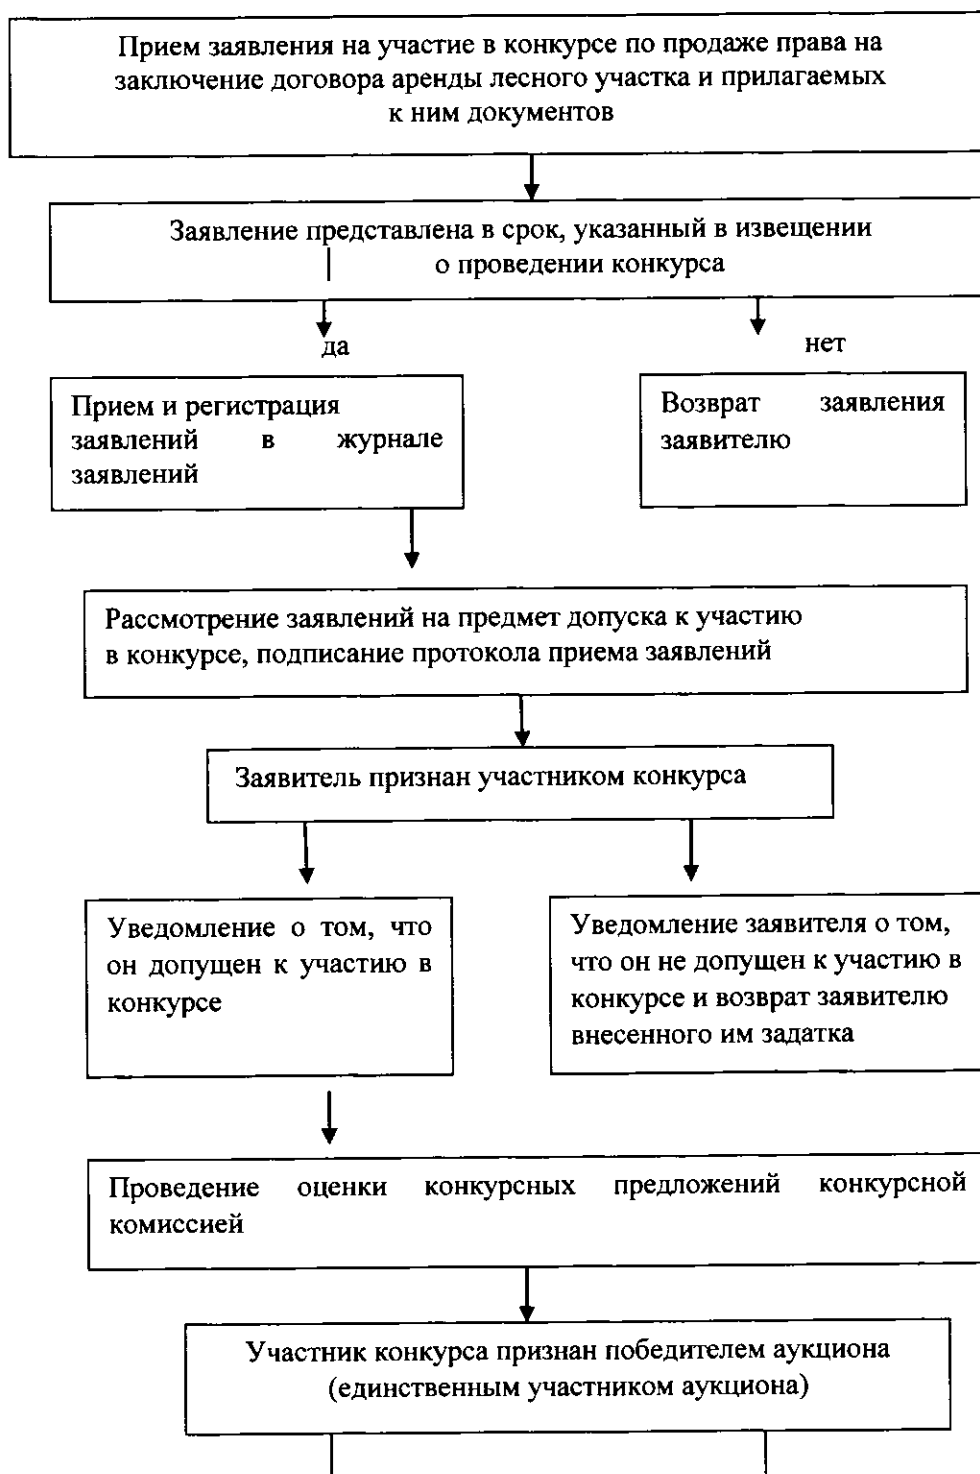 Прием заявления на участие в конкурсе по продаже права на
заключение договора аренды лесного участка и прилагаемых
к ним документов
Заявление представлена в срок, указанный в извещении
о проведении конкурса
да
нет
Прием и регистрация
заявлений в журнале
заявлений
Возврат заявления
заявителю
Рассмотрение заявлений на предмет допуска к участию
в конкурсе, подписание протокола приема заявлений
Заявитель признан участником конкурса
Уведомление о том, что
он допущен к участию в
конкурсе
Уведомление заявителя о том,
что он не допущен к участию в
конкурсе и возврат заявителю
внесенного им задатка
Проведение оценки конкурсных предложений конкурсной
комиссией
Участник конкурса признан победителем аукциона
(единственным участником аукциона)